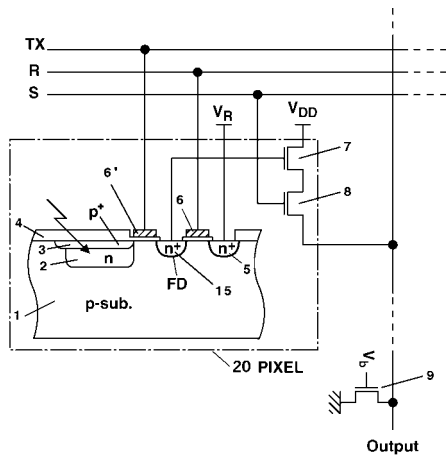 TX
R
S
V_R
V_DD
7
6'
6
8
p+
4
3
n
n+
n+
2
FD
15
5
1
p-sub.
20 PIXEL
V_b
9
Output